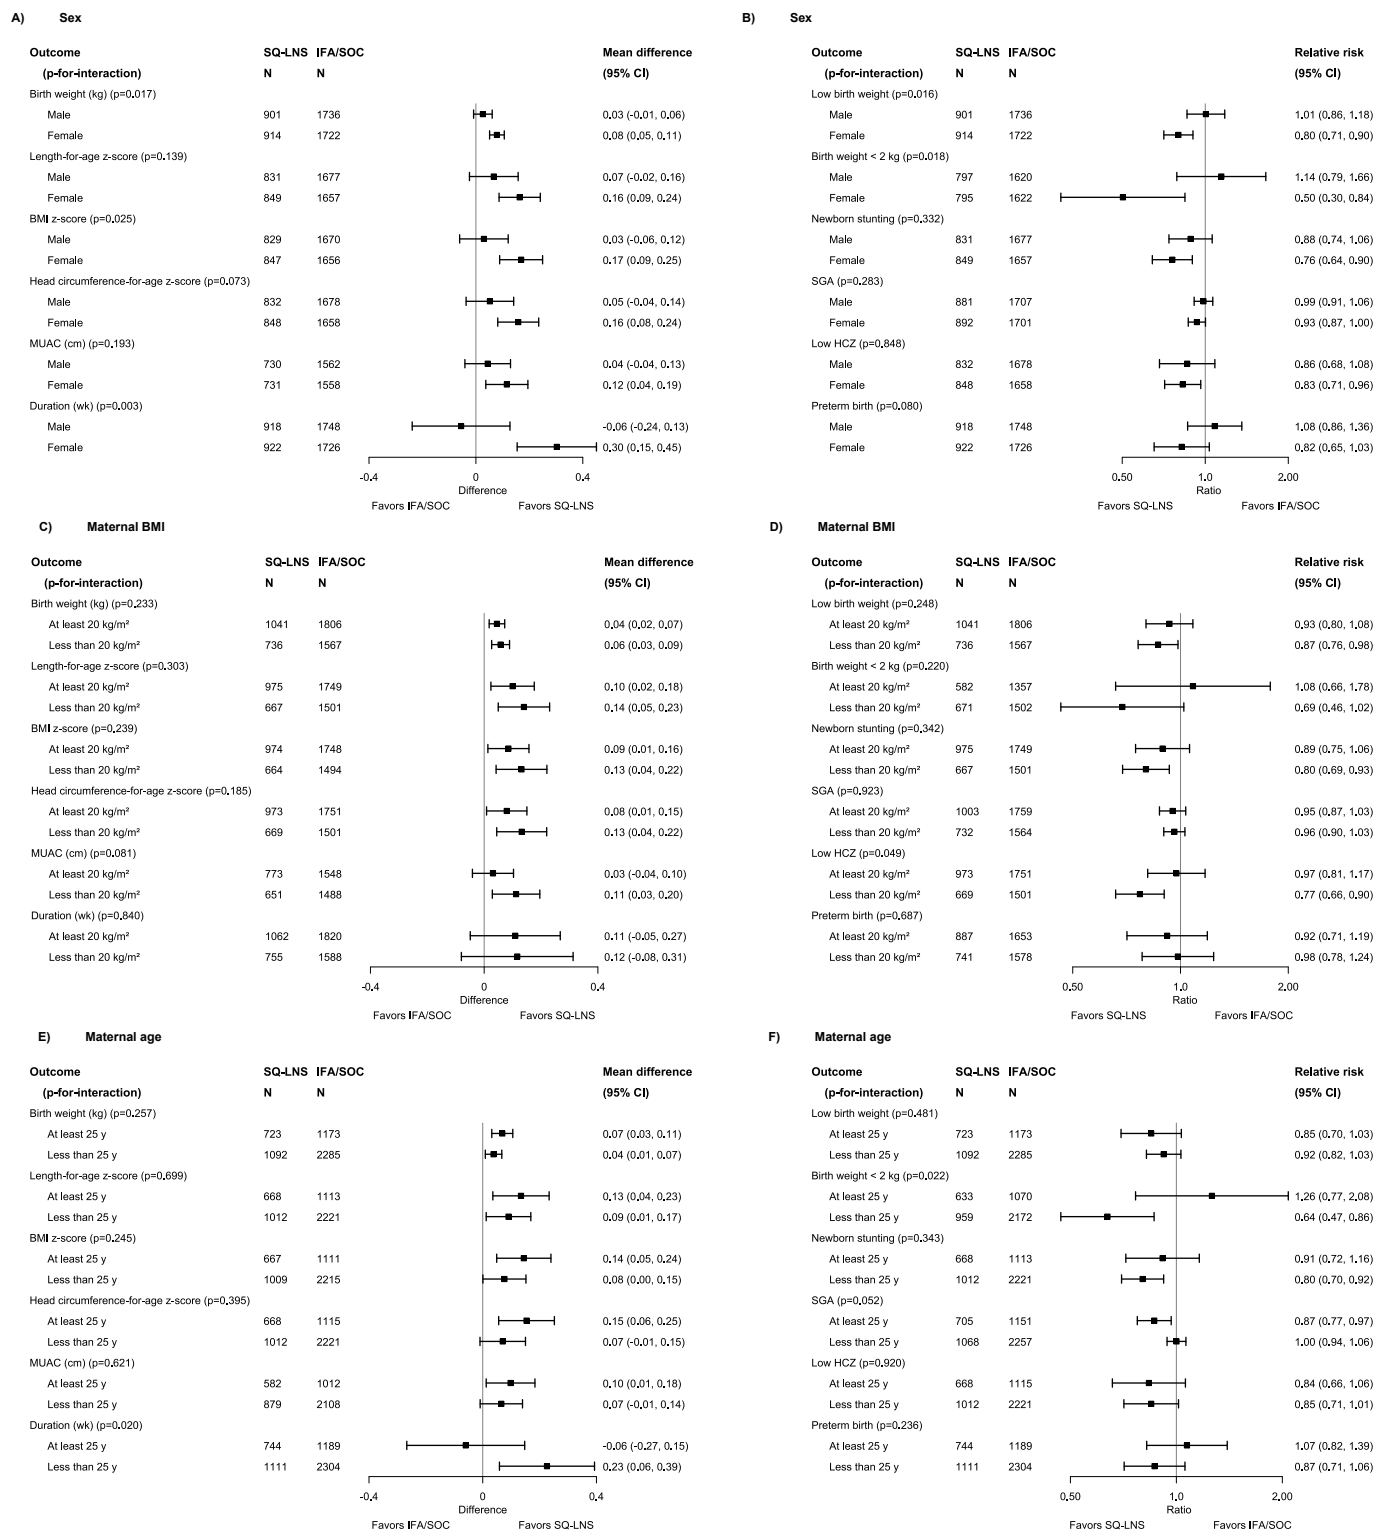 A) Sex
Outcome SQ-LNS IFA/SOC Mean difference
(p-for-interaction) N N (95% CI)
Birth weight (kg) (p=0.017)
Male 901 1736 0.03 (-0.01, 0.06)
Female 914 1722 0.08 (0.05, 0.11)
Length-for-age z-score (p=0.139)
Male 831 1677 0.07 (-0.02, 0.16)
Female 849 1657 0.16 (0.09, 0.24)
BMI z-score (p=0.025)
Male 829 1670 0.03 (-0.06, 0.12)
Female 847 1656 0.17 (0.09, 0.25)
Head circumference-for-age z-score (p=0.073)
Male 832 1678 0.05 (-0.04, 0.14)
Female 848 1658 0.16 (0.08, 0.24)
MUAC (cm) (p=0.193)
Male 730 1562 0.04 (-0.04, 0.13)
Female 731 1558 0.12 (0.04, 0.19)
Duration (wk) (p=0.003)
Male 918 1748 -0.06 (-0.24, 0.13)
Female 922 1726 0.30 (0.15, 0.45)
-0.4 0 0.4
Difference
Favors IFA/SOC Favors SQ-LNS
B) Sex
Outcome SQ-LNS IFA/SOC Relative risk
(p-for-interaction) N N (95% CI)
Low birth weight (p=0.016)
Male 901 1736 1.01 (0.86, 1.18)
Female 914 1722 0.80 (0.71, 0.90)
Birth weight < 2 kg (p=0.018)
Male 797 1620 1.14 (0.79, 1.66)
Female 795 1622 0.50 (0.30, 0.84)
Newborn stunting (p=0.332)
Male 831 1677 0.88 (0.74, 1.06)
Female 849 1657 0.76 (0.64, 0.90)
SGA (p=0.283)
Male 881 1707 0.99 (0.91, 1.06)
Female 892 1701 0.93 (0.87, 1.00)
Low HCZ (p=0.848)
Male 832 1678 0.86 (0.68, 1.08)
Female 848 1658 0.83 (0.71, 0.96)
Preterm birth (p=0.080)
Male 918 1748 1.08 (0.86, 1.36)
Female 922 1726 0.82 (0.65, 1.03)
0.50 1.0 2.00
Ratio
Favors SQ-LNS Favors IFA/SOC
C) Maternal BMI
Outcome SQ-LNS IFA/SOC Mean difference
(p-for-interaction) N N (95% CI)
Birth weight (kg) (p=0.233)
At least 20 kg/m² 1041 1806 0.04 (0.02, 0.07)
Less than 20 kg/m² 736 1567 0.06 (0.03, 0.09)
Length-for-age z-score (p=0.303)
At least 20 kg/m² 975 1749 0.10 (0.02, 0.18)
Less than 20 kg/m² 667 1501 0.14 (0.05, 0.23)
BMI z-score (p=0.239)
At least 20 kg/m² 974 1748 0.09 (0.01, 0.16)
Less than 20 kg/m² 664 1494 0.13 (0.04, 0.22)
Head circumference-for-age z-score (p=0.185)
At least 20 kg/m² 973 1751 0.08 (0.01, 0.15)
Less than 20 kg/m² 669 1501 0.13 (0.04, 0.22)
MUAC (cm) (p=0.081)
At least 20 kg/m² 773 1548 0.03 (-0.04, 0.10)
Less than 20 kg/m² 651 1488 0.11 (0.03, 0.20)
Duration (wk) (p=0.840)
At least 20 kg/m² 1062 1820 0.11 (-0.05, 0.27)
Less than 20 kg/m² 755 1588 0.12 (-0.08, 0.31)
-0.4 0 0.4
Difference
Favors IFA/SOC Favors SQ-LNS
D) Maternal BMI
Outcome SQ-LNS IFA/SOC Relative risk
(p-for-interaction) N N (95% CI)
Low birth weight (p=0.248)
At least 20 kg/m² 1041 1806 0.93 (0.80, 1.08)
Less than 20 kg/m² 736 1567 0.87 (0.76, 0.98)
Birth weight < 2 kg (p=0.220)
At least 20 kg/m² 582 1357 1.08 (0.66, 1.78)
Less than 20 kg/m² 671 1502 0.69 (0.46, 1.02)
Newborn stunting (p=0.342)
At least 20 kg/m² 975 1749 0.89 (0.75, 1.06)
Less than 20 kg/m² 667 1501 0.80 (0.69, 0.93)
SGA (p=0.923)
At least 20 kg/m² 1003 1759 0.95 (0.87, 1.03)
Less than 20 kg/m² 732 1564 0.96 (0.90, 1.03)
Low HCZ (p=0.049)
At least 20 kg/m² 973 1751 0.97 (0.81, 1.17)
Less than 20 kg/m² 669 1501 0.77 (0.66, 0.90)
Preterm birth (p=0.687)
At least 20 kg/m² 887 1653 0.92 (0.71, 1.19)
Less than 20 kg/m² 741 1578 0.98 (0.78, 1.24)
0.50 1.0 2.00
Ratio
Favors SQ-LNS Favors IFA/SOC
E) Maternal age
Outcome SQ-LNS IFA/SOC Mean difference
(p-for-interaction) N N (95% CI)
Birth weight (kg) (p=0.257)
At least 25 y 723 1173 0.07 (0.03, 0.11)
Less than 25 y 1092 2285 0.04 (0.01, 0.07)
Length-for-age z-score (p=0.699)
At least 25 y 668 1113 0.13 (0.04, 0.23)
Less than 25 y 1012 2221 0.09 (0.01, 0.17)
BMI z-score (p=0.245)
At least 25 y 667 1111 0.14 (0.05, 0.24)
Less than 25 y 1009 2215 0.08 (0.00, 0.15)
Head circumference-for-age z-score (p=0.395)
At least 25 y 668 1115 0.15 (0.06, 0.25)
Less than 25 y 1012 2221 0.07 (-0.01, 0.15)
MUAC (cm) (p=0.621)
At least 25 y 582 1012 0.10 (0.01, 0.18)
Less than 25 y 879 2108 0.07 (-0.01, 0.14)
Duration (wk) (p=0.020)
At least 25 y 744 1189 -0.06 (-0.27, 0.15)
Less than 25 y 1111 2304 0.23 (0.06, 0.39)
-0.4 0 0.4
Difference
Favors IFA/SOC Favors SQ-LNS
F) Maternal age
Outcome SQ-LNS IFA/SOC Relative risk
(p-for-interaction) N N (95% CI)
Low birth weight (p=0.481)
At least 25 y 723 1173 0.85 (0.70, 1.03)
Less than 25 y 1092 2285 0.92 (0.82, 1.03)
Birth weight < 2 kg (p=0.022)
At least 25 y 633 1070 1.26 (0.77, 2.08)
Less than 25 y 959 2172 0.64 (0.47, 0.86)
Newborn stunting (p=0.343)
At least 25 y 668 1113 0.91 (0.72, 1.16)
Less than 25 y 1012 2221 0.80 (0.70, 0.92)
SGA (p=0.052)
At least 25 y 705 1151 0.87 (0.77, 0.97)
Less than 25 y 1068 2257 1.00 (0.94, 1.06)
Low HCZ (p=0.920)
At least 25 y 668 1115 0.84 (0.66, 1.06)
Less than 25 y 1012 2221 0.85 (0.71, 1.01)
Preterm birth (p=0.236)
At least 25 y 744 1189 1.07 (0.82, 1.39)
Less than 25 y 1111 2304 0.87 (0.71, 1.06)
0.50 1.0 2.00
Ratio
Favors SQ-LNS Favors IFA/SOC